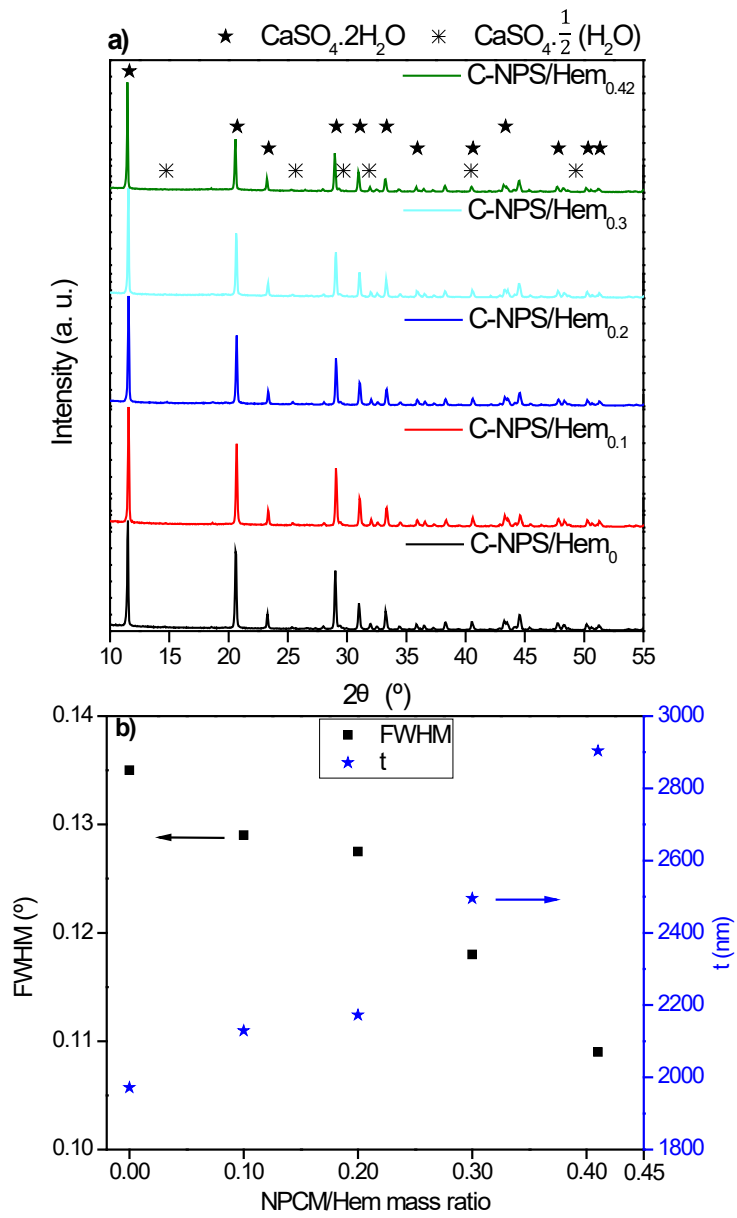 a) ★ CaSO₄.2H₂O ✳ CaSO₄.½ (H₂O)
C-NPS/Hem₀.₄₂
C-NPS/Hem₀.₃
C-NPS/Hem₀.₂
C-NPS/Hem₀.₁
C-NPS/Hem₀
Intensity (a. u.)
10 15 20 25 30 35 40 45 50 55
2θ (º)
b)
FWHM
t
0.14
0.13
0.12
0.11
0.10
FWHM (º)
3000
2800
2600
2400
2200
2000
1800
t (nm)
0.00 0.10 0.20 0.30 0.40 0.45
NPCM/Hem mass ratio